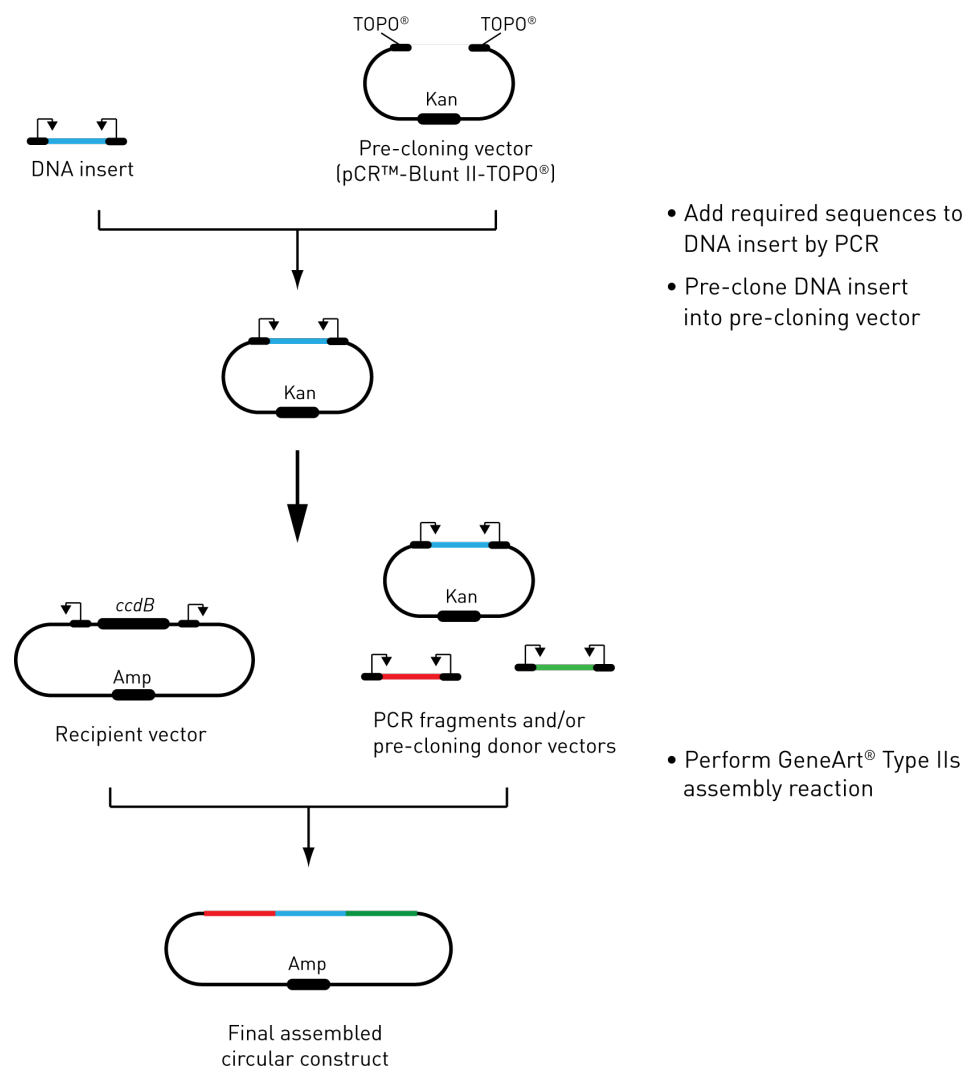 TOPO®
TOPO®
Kan
DNA insert
Pre-cloning vector
(pCR™-Blunt II-TOPO®)
• Add required sequences to
DNA insert by PCR
• Pre-clone DNA insert
into pre-cloning vector
Kan
ccdB
Amp
Recipient vector
Kan
PCR fragments and/or
pre-cloning donor vectors
• Perform GeneArt® Type IIs
assembly reaction
Amp
Final assembled
circular construct